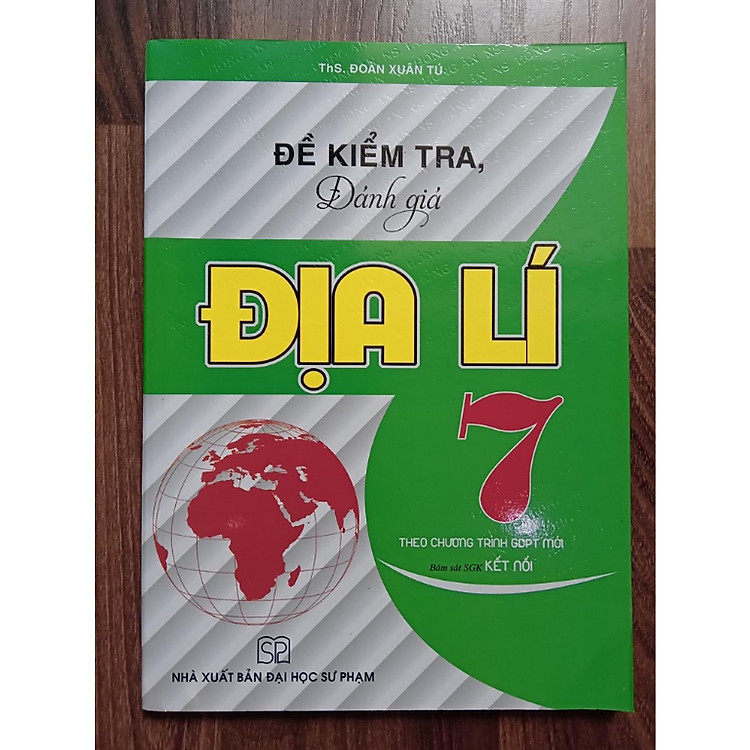 ThS. ĐOÀN XUÂN TÚ
ĐỀ KIỂM TRA,
Đánh giá
ĐỊA LÍ
7
THEO CHƯƠNG TRÌNH GDPT MỚI
Bám sát SGK KẾT NỐI
SP
NHÀ XUẤT BẢN ĐẠI HỌC SƯ PHẠM